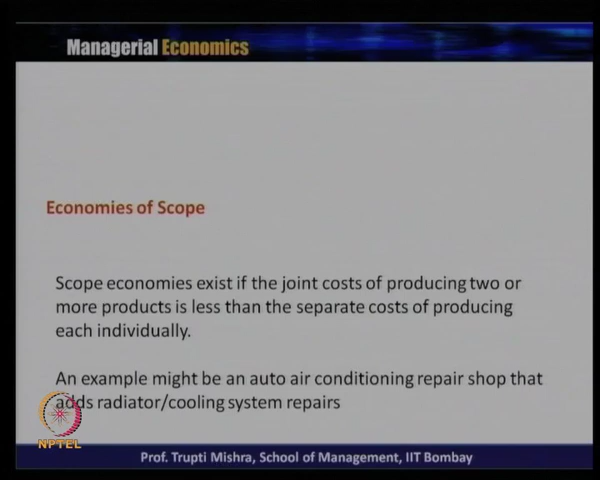 Managerial Economics
Economies of Scope
Scope economies exist if the joint costs of producing two or
more products is less than the separate costs of producing
each individually.
An example might be an auto air conditioning repair shop that
adds radiator/cooling system repairs
NPTEL
Prof. Trupti Mishra, School of Management, IIT Bombay